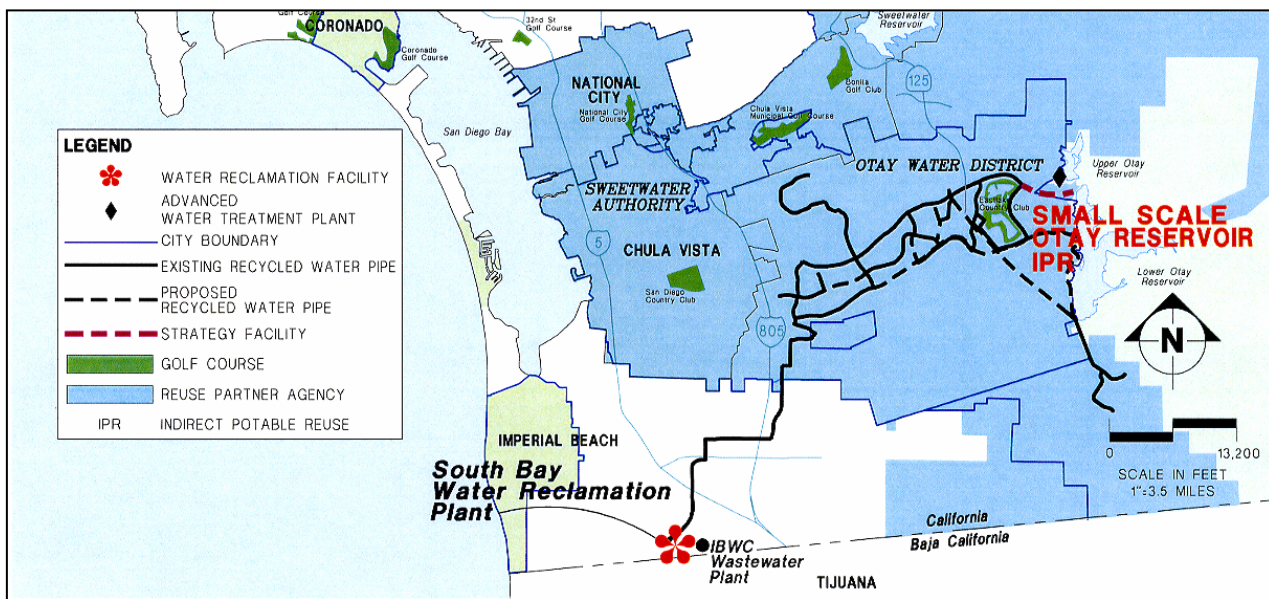 Golf Course
CORONADO
Coronado
Golf Course
32nd St
Golf Course
Sweetwater
Reservoir
NATIONAL
CITY
National City
Golf Course
San Diego Bay
Bonita
Golf Club
125
Chula Vista
Municipal Golf Course
LEGEND
WATER RECLAMATION FACILITY
ADVANCED
WATER TREATMENT PLANT
CITY BOUNDARY
EXISTING RECYCLED WATER PIPE
PROPOSED
RECYCLED WATER PIPE
STRATEGY FACILITY
GOLF COURSE
REUSE PARTNER AGENCY
IPR INDIRECT POTABLE REUSE
OTAY WATER DISTRICT
Upper Otay
Reservoir
SWEETWATER
AUTHORITY
Country Club
SMALL SCALE
OTAY RESERVOIR
IPR
5
CHULA VISTA
San Diego
Country Club
Lower Otay
Reservoir
805
N
IMPERIAL BEACH
0 13,200
SCALE IN FEET
1"=3.5 MILES
South Bay
Water Reclamation
Plant
IBWC
Wastewater
Plant
California
Baja California
TIJUANA